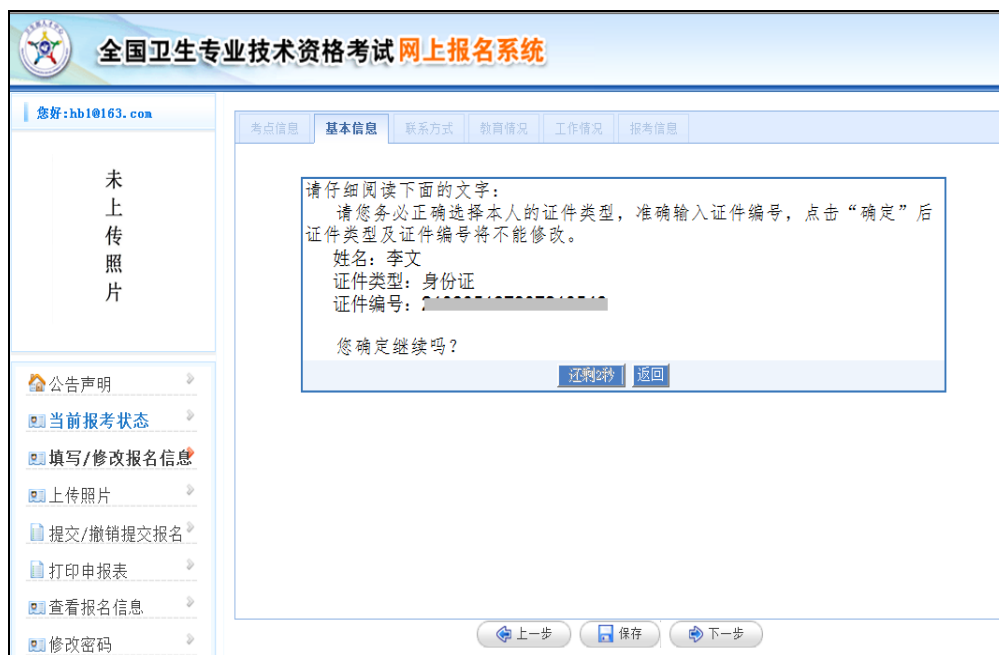 全国卫生专业技术资格考试网上报名系统
您好:hb1@163.com
考点信息 基本信息 联系方式 教育情况 工作情况 报考信息
未
上
传
照
片
请仔细阅读下面的文字:
请您务必正确选择本人的证件类型，准确输入证件编号，点击“确定”后
证件类型及证件编号将不能修改。
姓名: 李文
证件类型: 身份证
证件编号:
您确定继续吗?
还剩2秒 返回
公告声明
当前报考状态
填写/修改报名信息
上传照片
提交/撤销提交报名
打印申报表
查看报名信息
修改密码
上一步 保存 下一步